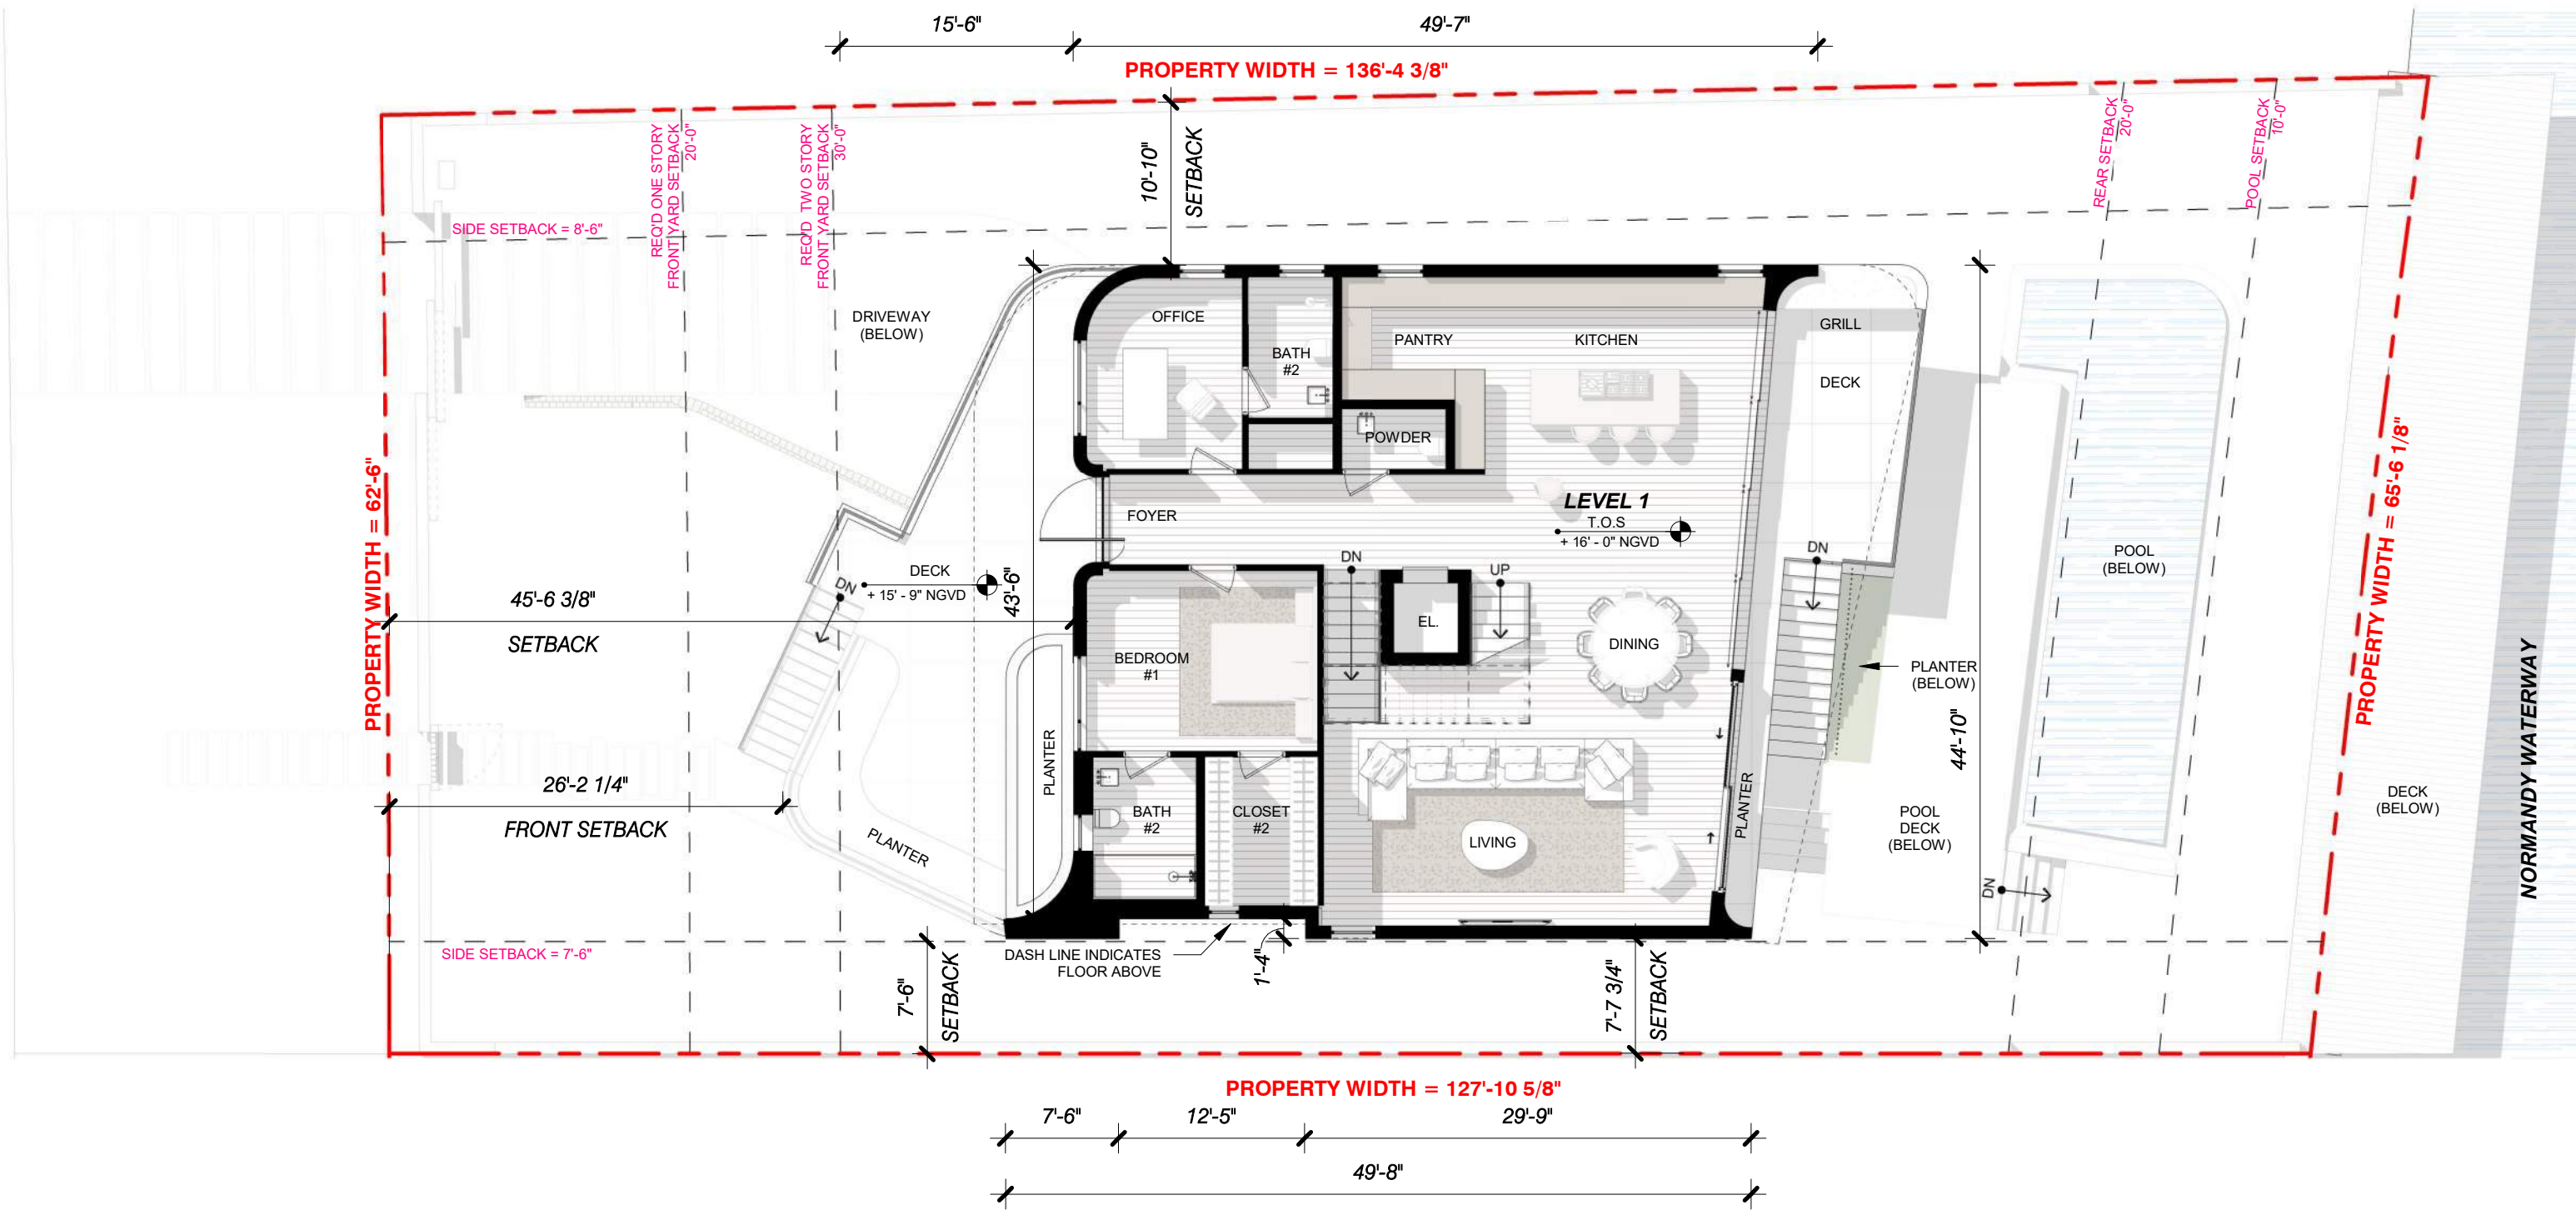 15'-6"
49'-7"
PROPERTY WIDTH = 136'-4 3/8"
REQ'D ONE STORY
FRONT YARD SETBACK
20'-0"
REQ'D TWO STORY
FRONT YARD SETBACK
30'-0"
10'-10"
SETBACK
REAR SETBACK
20'-0"
POOL SETBACK
10'-0"
SIDE SETBACK = 8'-6"
DRIVEWAY
(BELOW)
OFFICE
BATH
#2
PANTRY
KITCHEN
GRILL
DECK
POWDER
PROPERTY WIDTH = 62'-6"
PROPERTY WIDTH = 65'-6 1/8"
FOYER
LEVEL 1
T.O.S
+ 16' - 0" NGVD
DN
DECK
+ 15' - 9" NGVD
43'-6"
DN
UP
DN
POOL
(BELOW)
45'-6 3/8"
SETBACK
EL.
DINING
BEDROOM
#1
PLANTER
(BELOW)
NORMANDY WATERWAY
44'-10"
PLANTER
26'-2 1/4"
FRONT SETBACK
PLANTER
BATH
#2
CLOSET
#2
LIVING
PLANTER
POOL
DECK
(BELOW)
DECK
(BELOW)
DN
SIDE SETBACK = 7'-6"
DASH LINE INDICATES
FLOOR ABOVE
1'-4"
7'-6"
SETBACK
7'-7 3/4"
SETBACK
PROPERTY WIDTH = 127'-10 5/8"
7'-6"
12'-5"
29'-9"
49'-8"